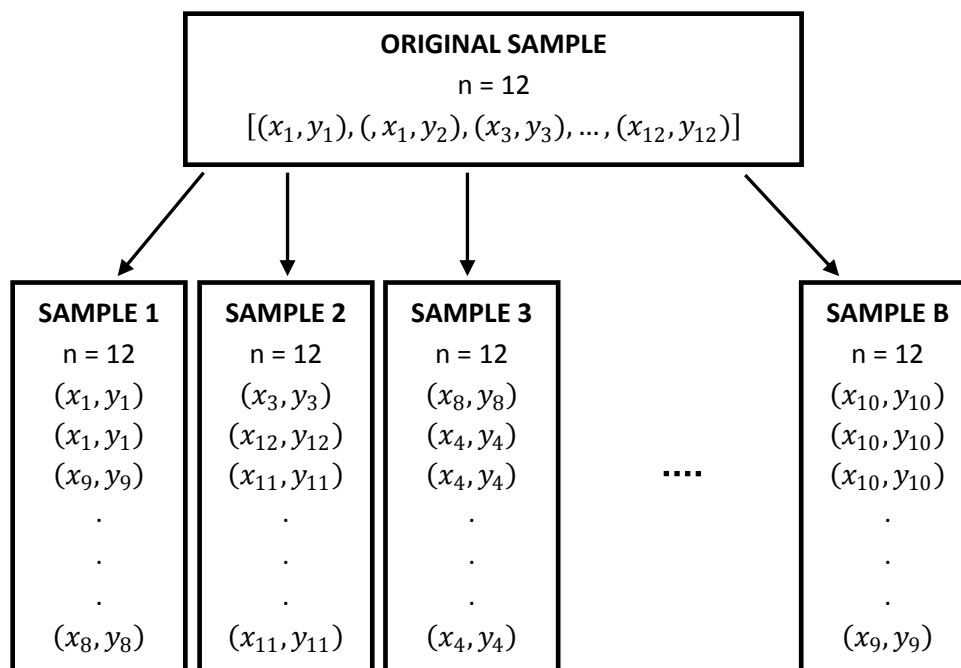 ORIGINAL SAMPLE
n = 12
[(x₁, y₁), (, x₁, y₂), (x₃, y₃), … , (x₁₂, y₁₂)]
SAMPLE 1
n = 12
(x₁, y₁)
(x₁, y₁)
(x₉, y₉)
.
.
.
(x₈, y₈)
SAMPLE 2
n = 12
(x₃, y₃)
(x₁₂, y₁₂)
(x₁₁, y₁₁)
.
.
.
(x₁₁, y₁₁)
SAMPLE 3
n = 12
(x₈, y₈)
(x₄, y₄)
(x₄, y₄)
.
.
.
(x₄, y₄)
....
SAMPLE B
n = 12
(x₁₀, y₁₀)
(x₁₀, y₁₀)
(x₁₀, y₁₀)
.
.
.
(x₉, y₉)